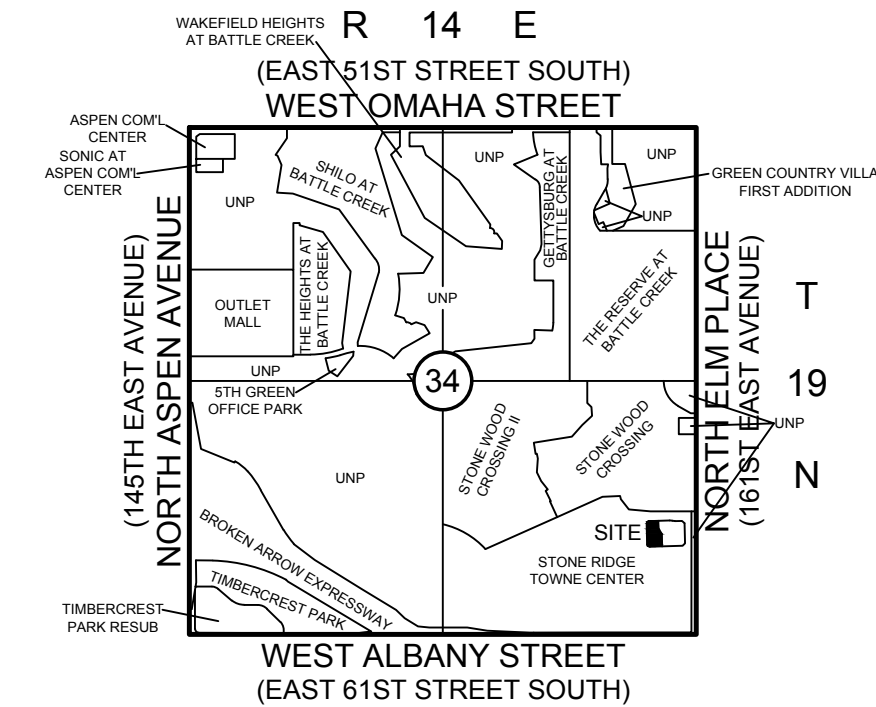 WAKEFIELD HEIGHTS
AT BATTLE CREEK
R 14 E
(EAST 51ST STREET SOUTH)
WEST OMAHA STREET
ASPEN COM'L
CENTER
SONIC AT
ASPEN COM'L
CENTER
UNP
SHILO AT
BATTLE CREEK
UNP
GETTYSBURG AT
BATTLE CREEK
UNP
GREEN COUNTRY VILLA
FIRST ADDITION
UNP
(145TH EAST AVENUE)
NORTH ASPEN AVENUE
OUTLET
MALL
THE HEIGHTS AT
BATTLE CREEK
UNP
THE RESERVE AT
BATTLE CREEK
NORTH ELM PLACE
(161ST EAST AVENUE)
T
19
N
UNP
5TH GREEN
OFFICE PARK
34
UNP
STONE WOOD
CROSSING II
STONE WOOD
CROSSING
UNP
BROKEN ARROW EXPRESSWAY
SITE
STONE RIDGE
TOWNE CENTER
TIMBERCREST PARK
TIMBERCREST
PARK RESUB
WEST ALBANY STREET
(EAST 61ST STREET SOUTH)